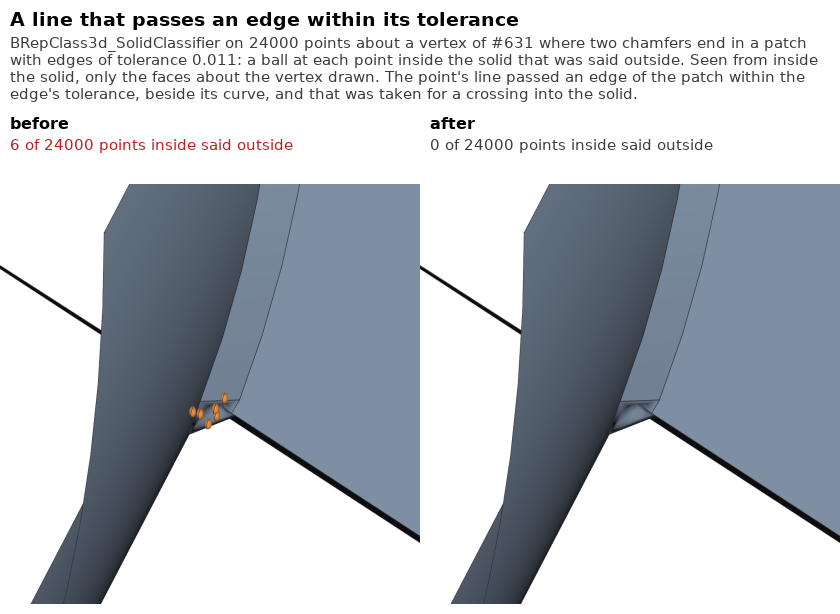 A line that passes an edge within its tolerance
BRepClass3d_SolidClassifier on 24000 points about a vertex of #631 where two chamfers end in a patch
with edges of tolerance 0.011: a ball at each point inside the solid that was said outside. Seen from inside
the solid, only the faces about the vertex drawn. The point's line passed an edge of the patch within the
edge's tolerance, beside its curve, and that was taken for a crossing into the solid.
before
6 of 24000 points inside said outside
after
0 of 24000 points inside said outside